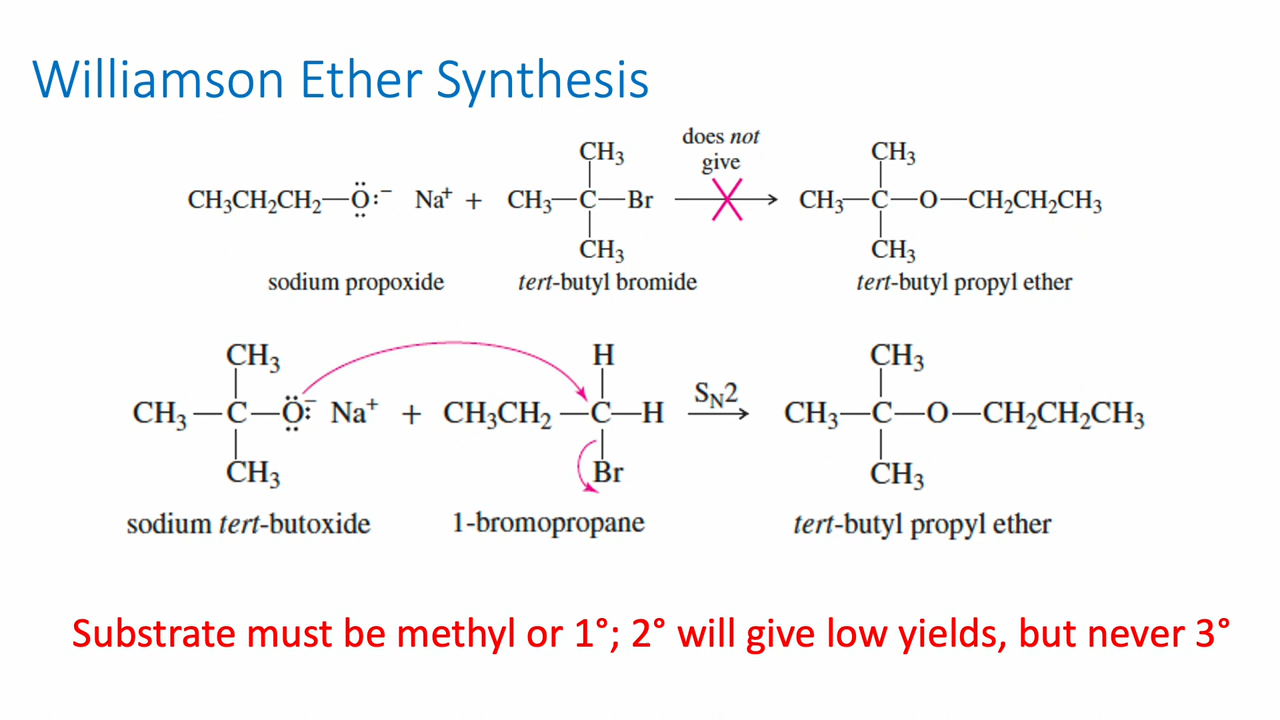 Williamson Ether Synthesis
CH₃ does not give CH₃
CH₃CH₂CH₂—Ö:⁻ Na⁺ + CH₃—C—Br CH₃—C—O—CH₂CH₂CH₃
CH₃ CH₃
sodium propoxide tert-butyl bromide tert-butyl propyl ether
CH₃ H CH₃
CH₃—C—Ö:⁻ Na⁺ + CH₃CH₂—C—H Sₙ2 CH₃—C—O—CH₂CH₂CH₃
CH₃ Br CH₃
sodium tert-butoxide 1-bromopropane tert-butyl propyl ether
Substrate must be methyl or 1°; 2° will give low yields, but never 3°